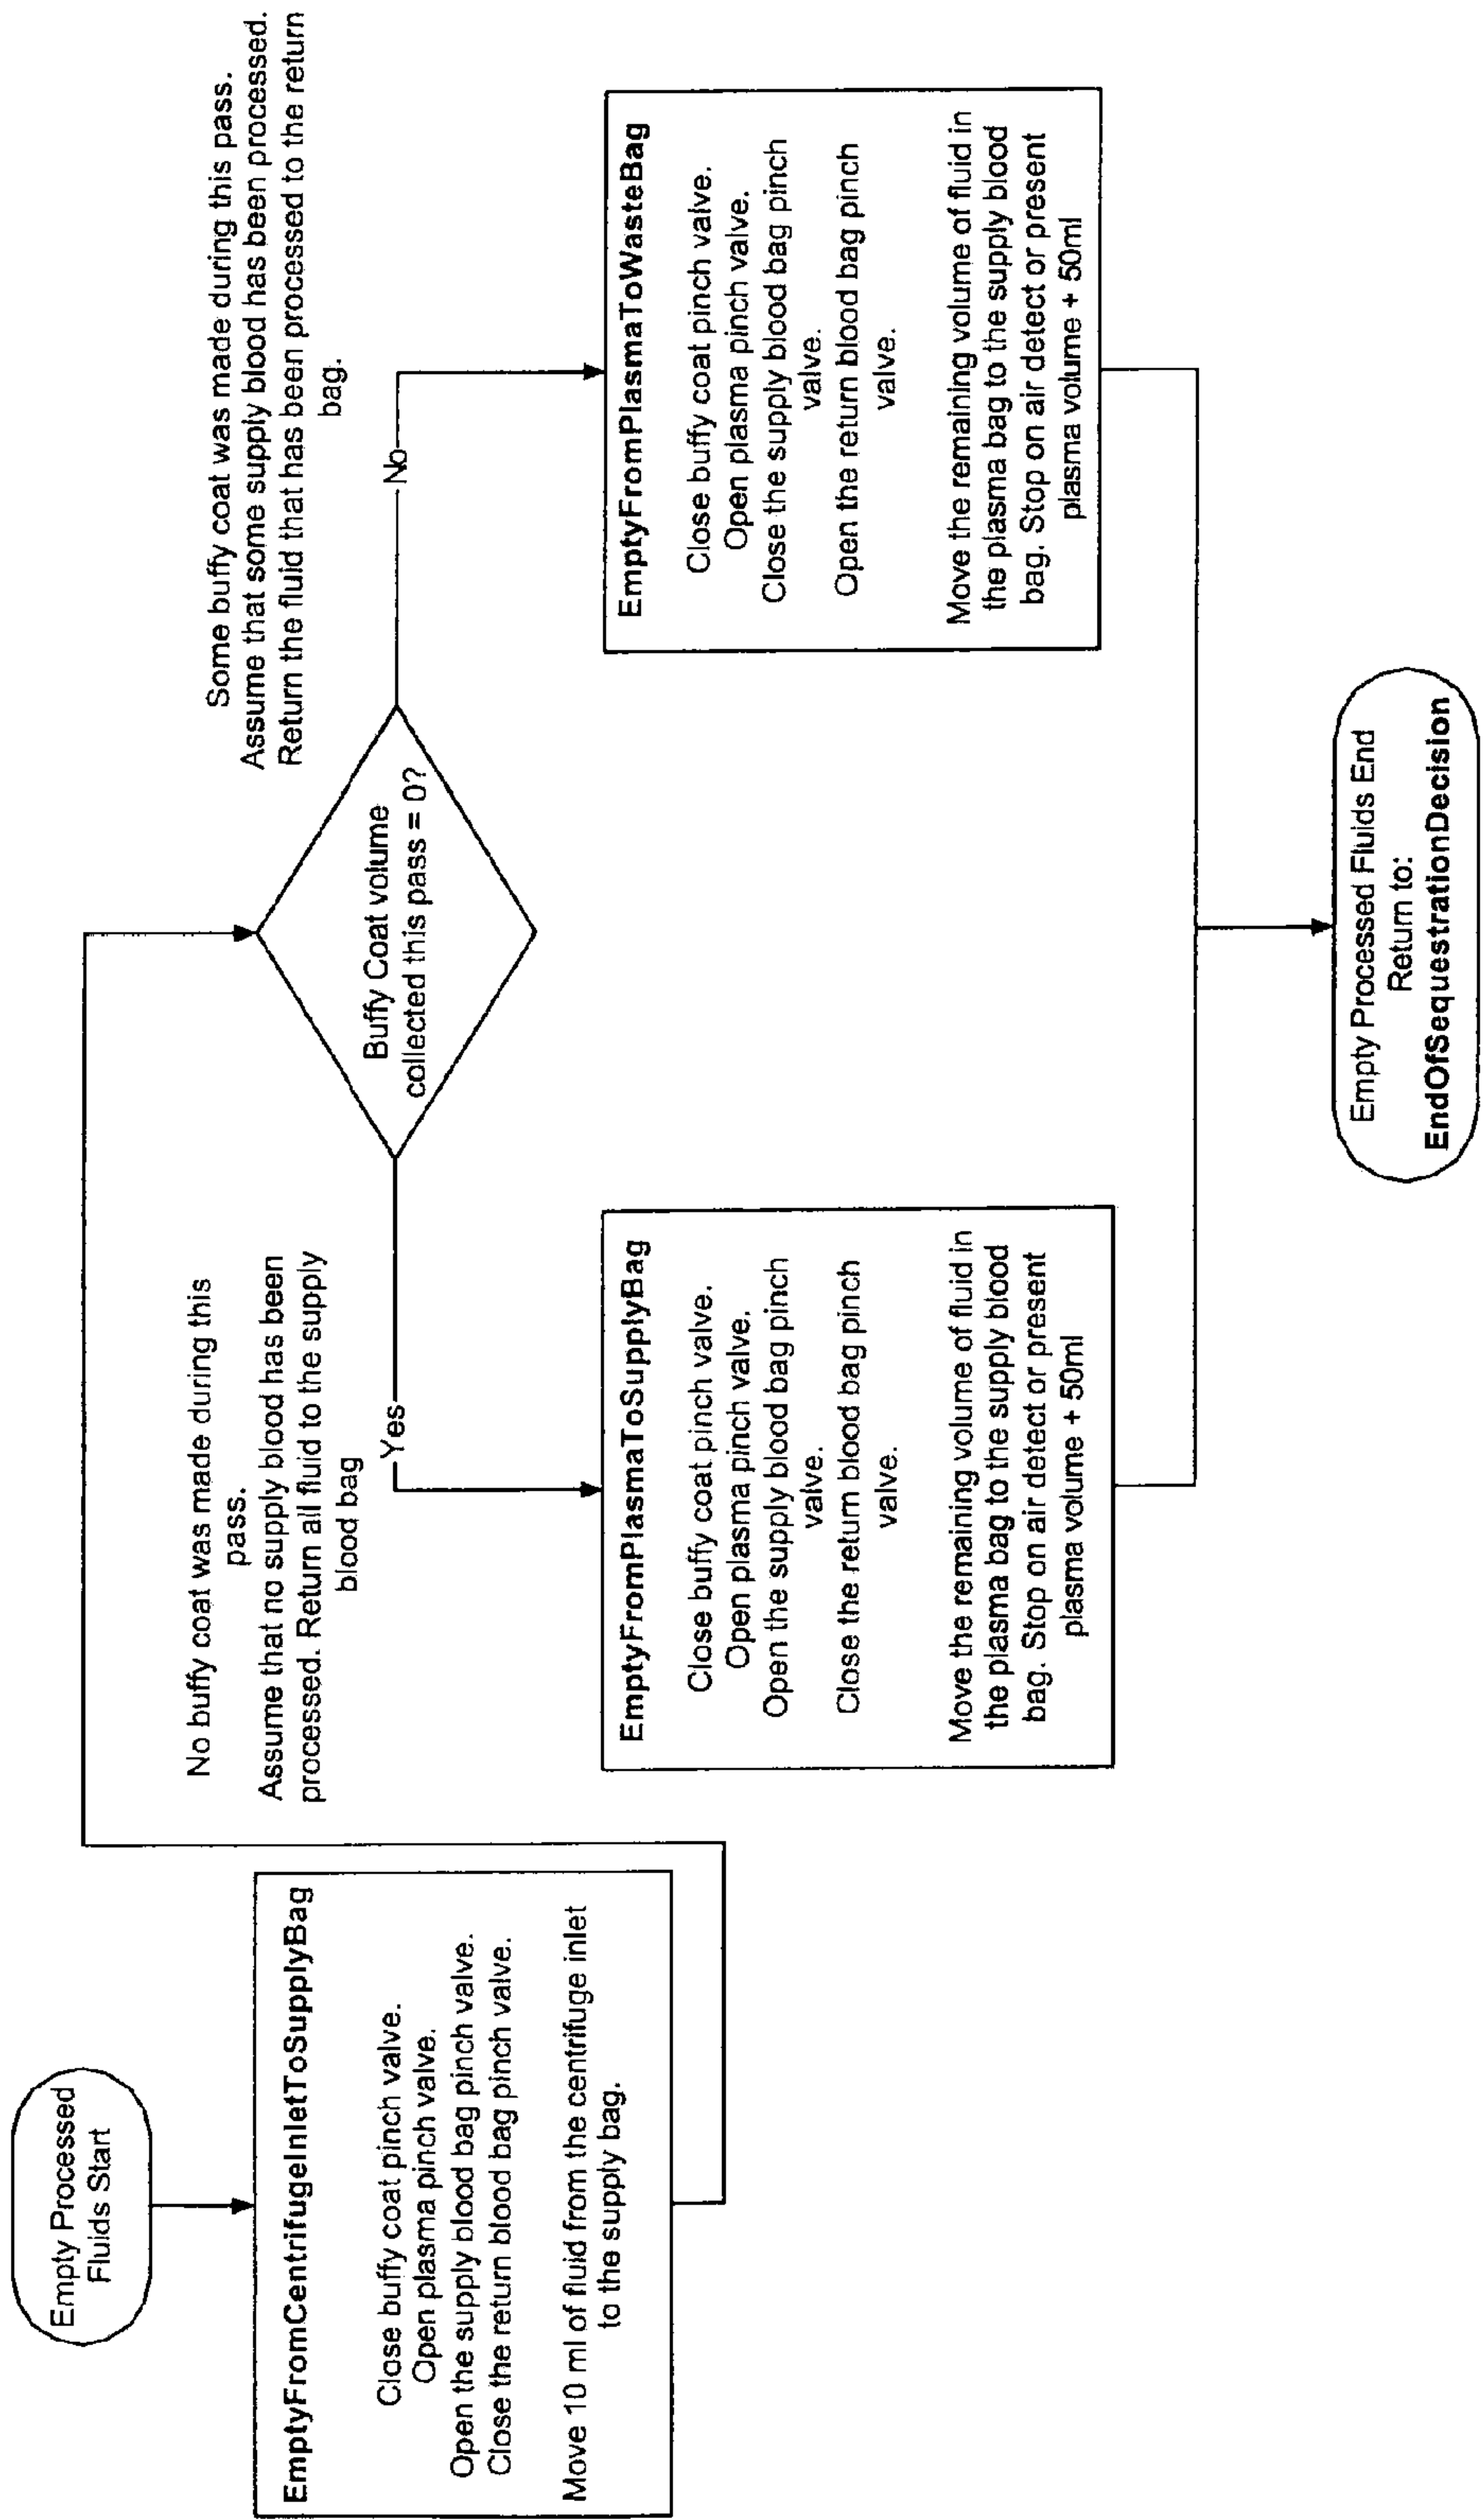 Empty Processed
Fluids Start
EmptyFromCentrifugeInletToSupplyBag
Close buffy coat pinch valve.
Open plasma pinch valve.
Open the supply blood bag pinch valve.
Close the return blood bag pinch valve.
Move 10 ml of fluid from the centrifuge inlet
to the supply bag.
Buffy Coat volume
collected this pass = 0?
No buffy coat was made during this
pass.
Assume that no supply blood has been
processed. Return all fluid to the supply
blood bag
Yes
EmptyFromPlasmaToSupplyBag
Close buffy coat pinch valve.
Open plasma pinch valve.
Open the supply blood bag pinch
valve.
Close the return blood bag pinch
valve.
Move the remaining volume of fluid in
the plasma bag to the supply blood
bag. Stop on air detect or present
plasma volume + 50ml
Some buffy coat was made during this pass.
Assume that some supply blood has been processed.
Return the fluid that has been processed to the return
bag.
No
EmptyFromPlasmaToWasteBag
Close buffy coat pinch valve.
Open plasma pinch valve.
Close the supply blood bag pinch
valve.
Open the return blood bag pinch
valve.
Move the remaining volume of fluid in
the plasma bag to the supply blood
bag. Stop on air detect or present
plasma volume + 50ml
Empty Processed Fluids End
Return to:
EndOfSequestrationDecision